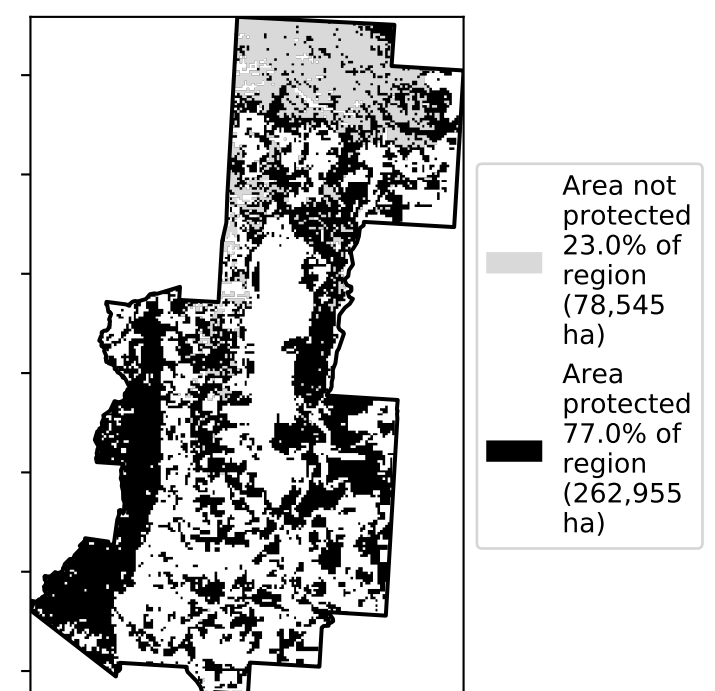 Area not
protected
23.0% of
region
(78,545
ha)
Area
protected
77.0% of
region
(262,955
ha)